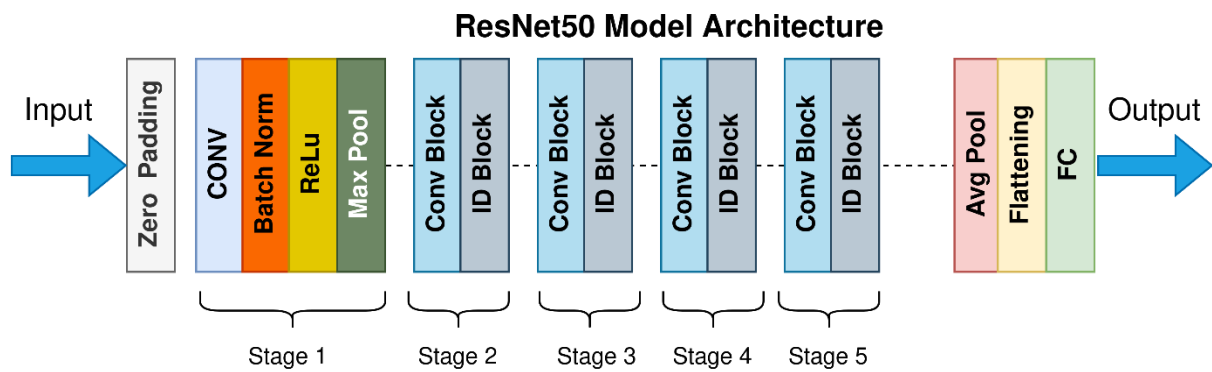 ResNet50 Model Architecture
Input
Zero Padding
CONV
Batch Norm
ReLu
Max Pool
Conv Block
ID Block
Conv Block
ID Block
Conv Block
ID Block
Conv Block
ID Block
Avg Pool
Flattening
FC
Output
Stage 1
Stage 2
Stage 3
Stage 4
Stage 5